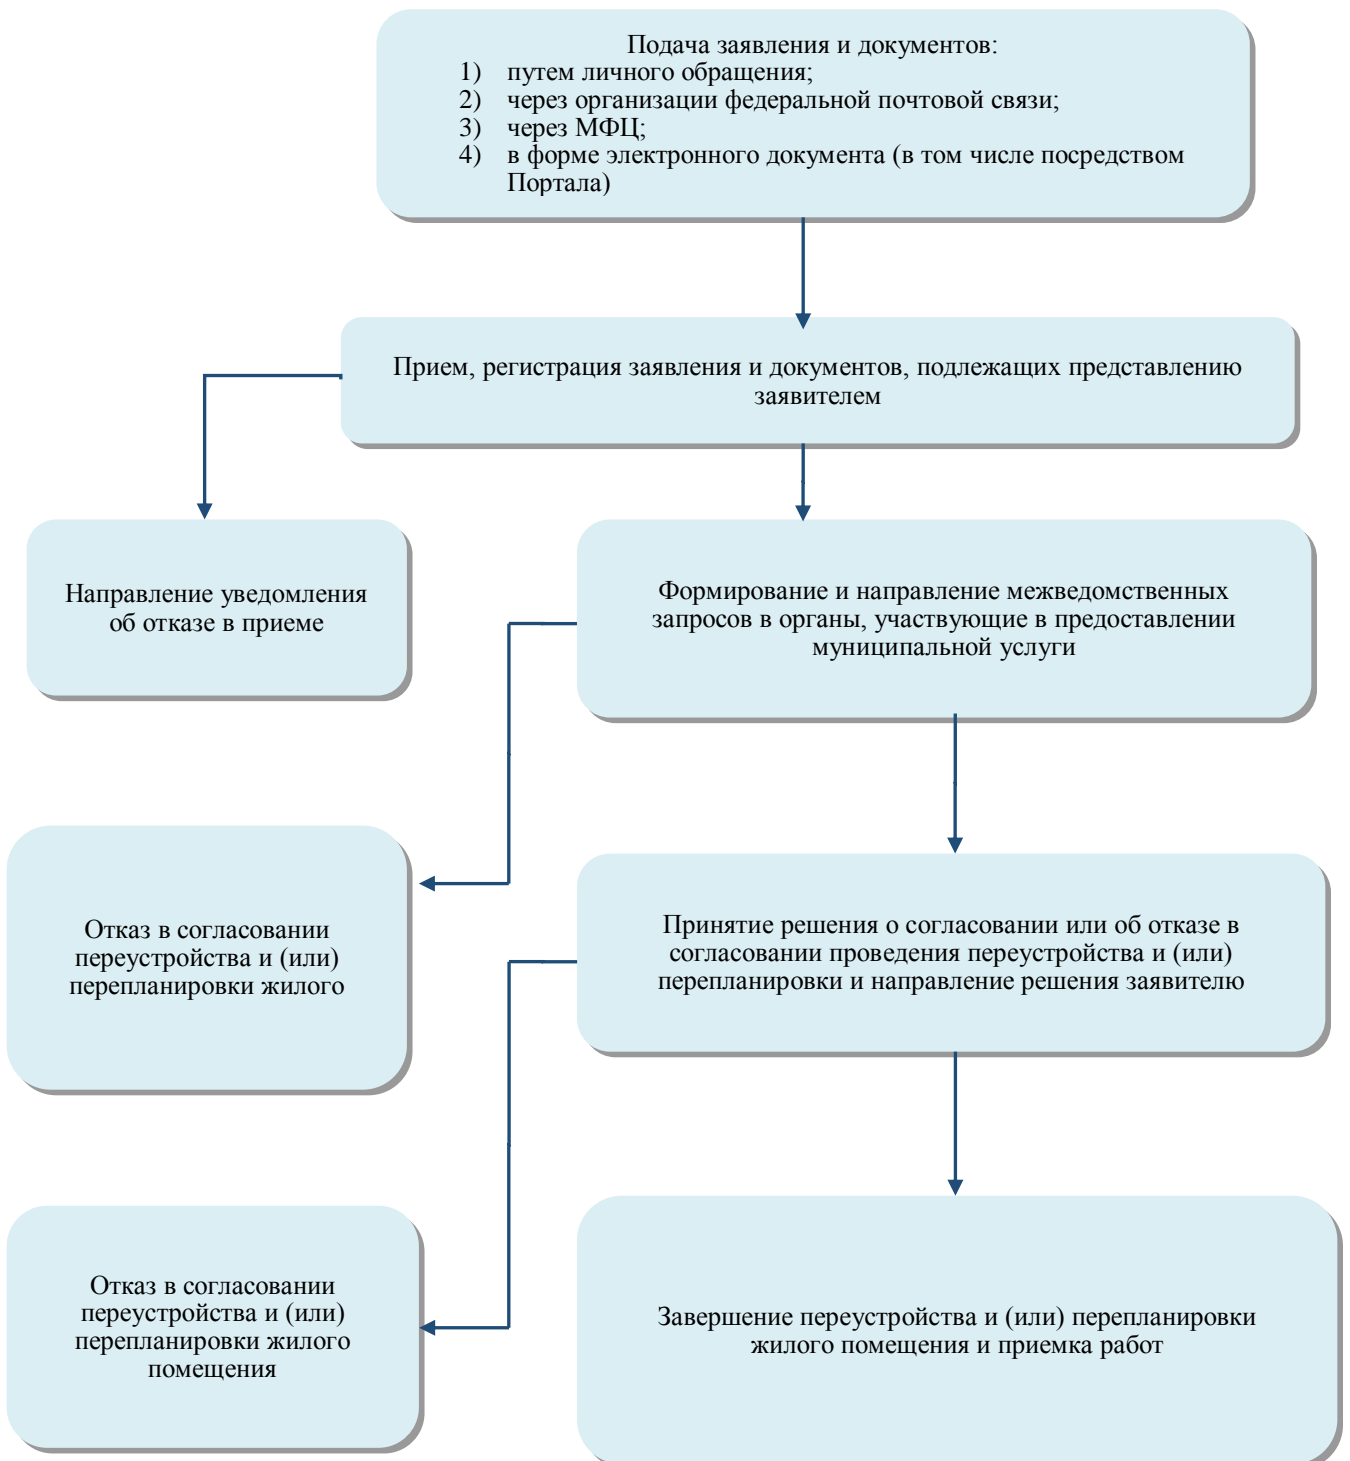 Подача заявления и документов:
1) путем личного обращения;
2) через организации федеральной почтовой связи;
3) через МФЦ;
4) в форме электронного документа (в том числе посредством
Портала)
Прием, регистрация заявления и документов, подлежащих представлению
заявителем
Направление уведомления
об отказе в приеме
Формирование и направление межведомственных
запросов в органы, участвующие в предоставлении
муниципальной услуги
Отказ в согласовании
переустройства и (или)
перепланировки жилого
Принятие решения о согласовании или об отказе в
согласовании проведения переустройства и (или)
перепланировки и направление решения заявителю
Отказ в согласовании
переустройства и (или)
перепланировки жилого
помещения
Завершение переустройства и (или) перепланировки
жилого помещения и приемка работ